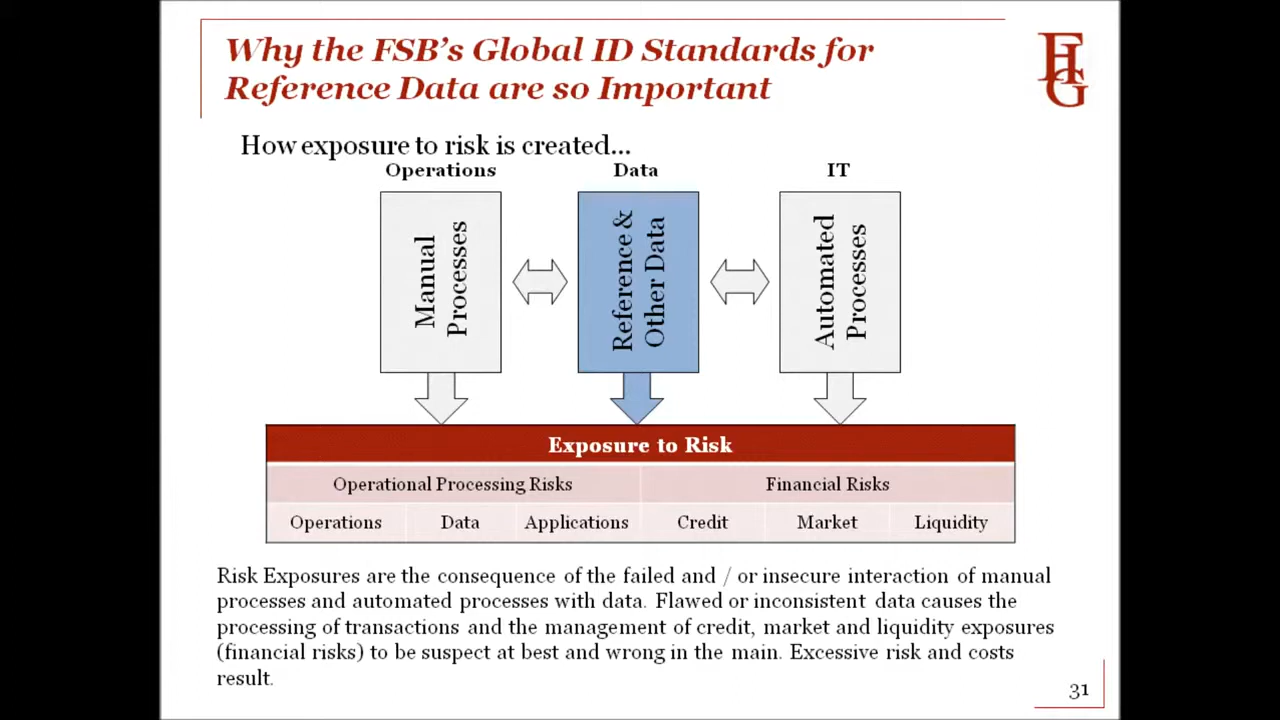 Why the FSB's Global ID Standards for
Reference Data are so Important
FHG
How exposure to risk is created...
Operations
Data
IT
Manual
Processes
Reference &
Other Data
Automated
Processes
Exposure to Risk
Operational Processing Risks
Financial Risks
Operations
Data
Applications
Credit
Market
Liquidity
Risk Exposures are the consequence of the failed and / or insecure interaction of manual
processes and automated processes with data. Flawed or inconsistent data causes the
processing of transactions and the management of credit, market and liquidity exposures
(financial risks) to be suspect at best and wrong in the main. Excessive risk and costs
result.
31